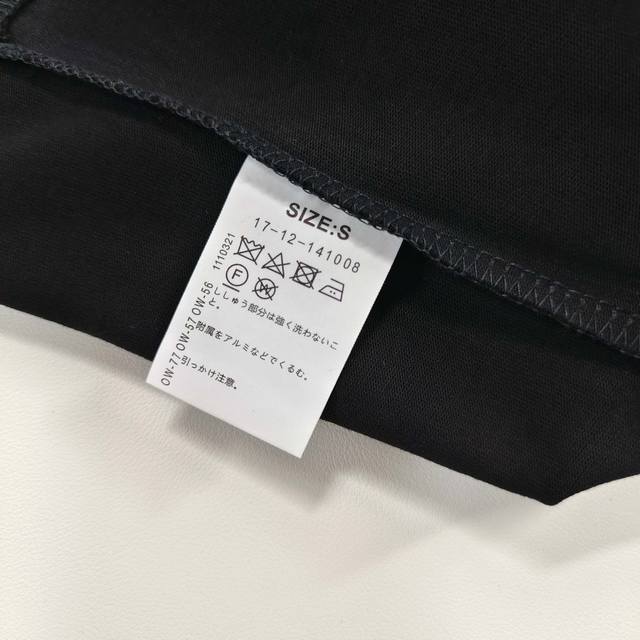 SIZE:S
17-12-141008
1110321
F
OW-56 ししゅう部分は強く洗わないこ
と。
OW-57 附属をアルミなどでくるむ。
OW-77 引っかけ注意。